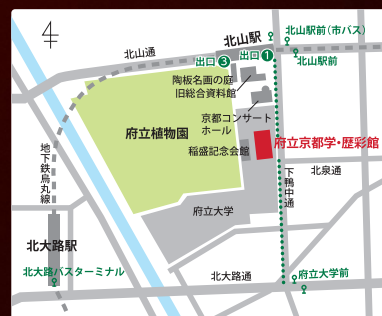 北山駅前(市バス)
北山駅
北山通
出口3
出口1
北山駅前
陶板名画の庭
旧総合資料館
京都コンサート
ホール
府立植物園
府立京都学・歴彩館
稲盛記念会館
地下鉄烏丸線
下鴨中通
北泉通
府立大学
北大路駅
北大路バスターミナル
北大路通
府立大学前